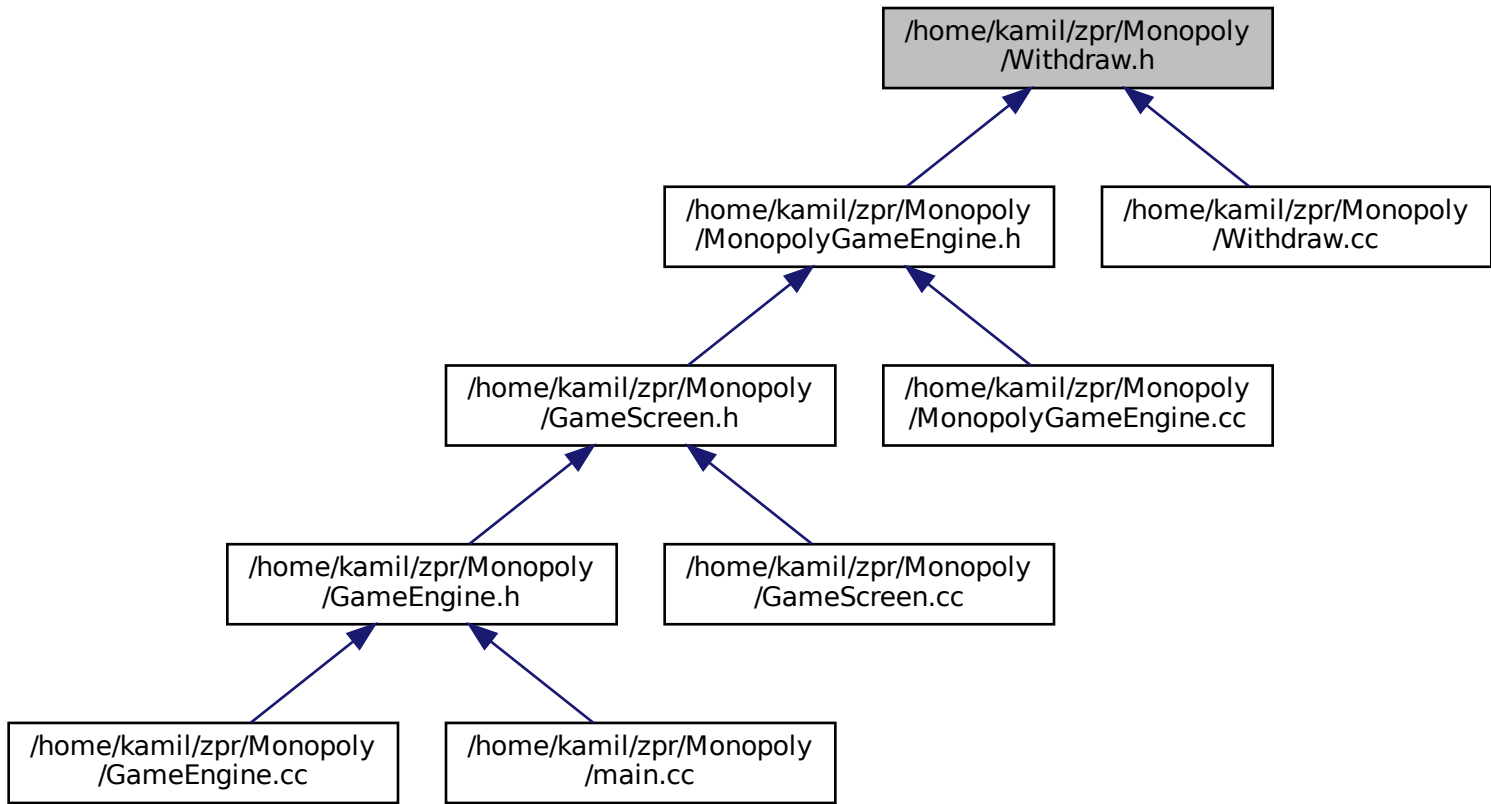 /home/kamil/zpr/Monopoly
/Withdraw.h
/home/kamil/zpr/Monopoly
/MonopolyGameEngine.h
/home/kamil/zpr/Monopoly
/Withdraw.cc
/home/kamil/zpr/Monopoly
/GameScreen.h
/home/kamil/zpr/Monopoly
/MonopolyGameEngine.cc
/home/kamil/zpr/Monopoly
/GameEngine.h
/home/kamil/zpr/Monopoly
/GameScreen.cc
/home/kamil/zpr/Monopoly
/GameEngine.cc
/home/kamil/zpr/Monopoly
/main.cc